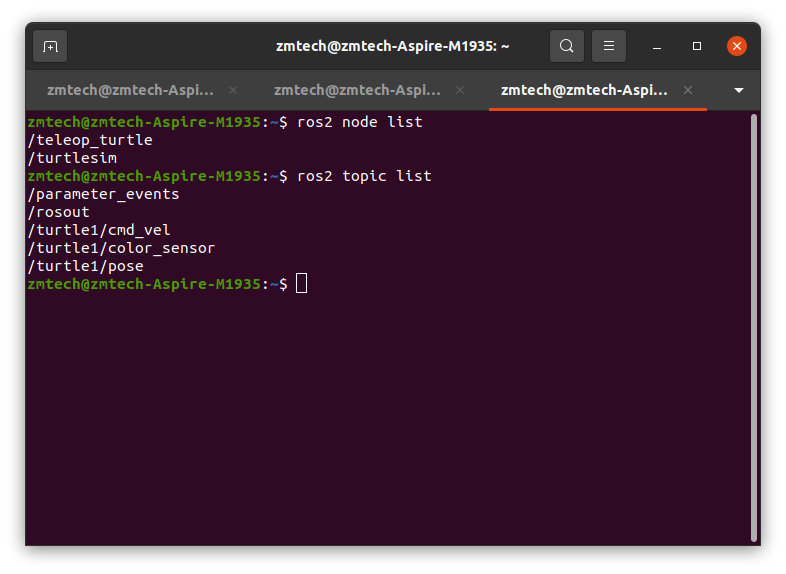 zmtech@zmtech-Aspire-M1935: ~
zmtech@zmtech-Aspi... zmtech@zmtech-Aspi... zmtech@zmtech-Aspi...
zmtech@zmtech-Aspire-M1935:~$ ros2 node list
/teleop_turtle
/turtlesim
zmtech@zmtech-Aspire-M1935:~$ ros2 topic list
/parameter_events
/rosout
/turtle1/cmd_vel
/turtle1/color_sensor
/turtle1/pose
zmtech@zmtech-Aspire-M1935:~$